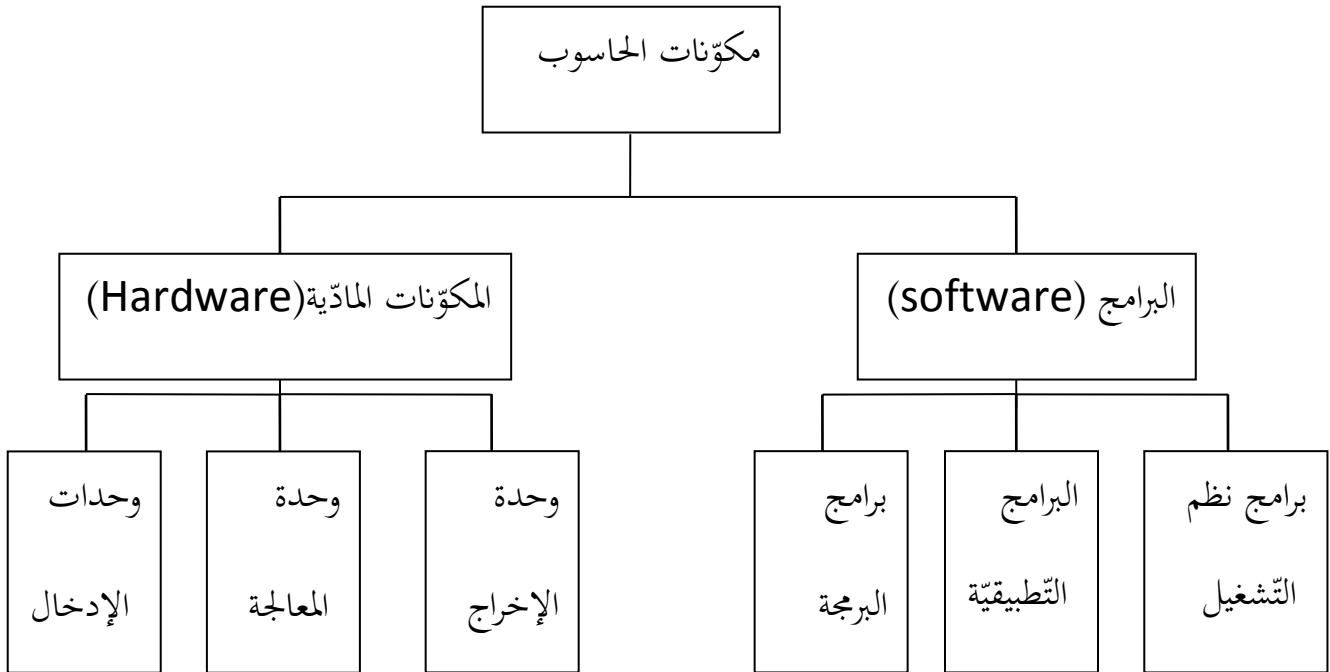 مكوّنات الحاسوب
البرامج (software)
المكوّنات المادّية(Hardware)
برامج نظم
التّشغيل
البرامج
التّطبيقيّة
برامج
البرمجة
وحدة
الإخراج
وحدة
المعالجة
وحدات
الإدخال